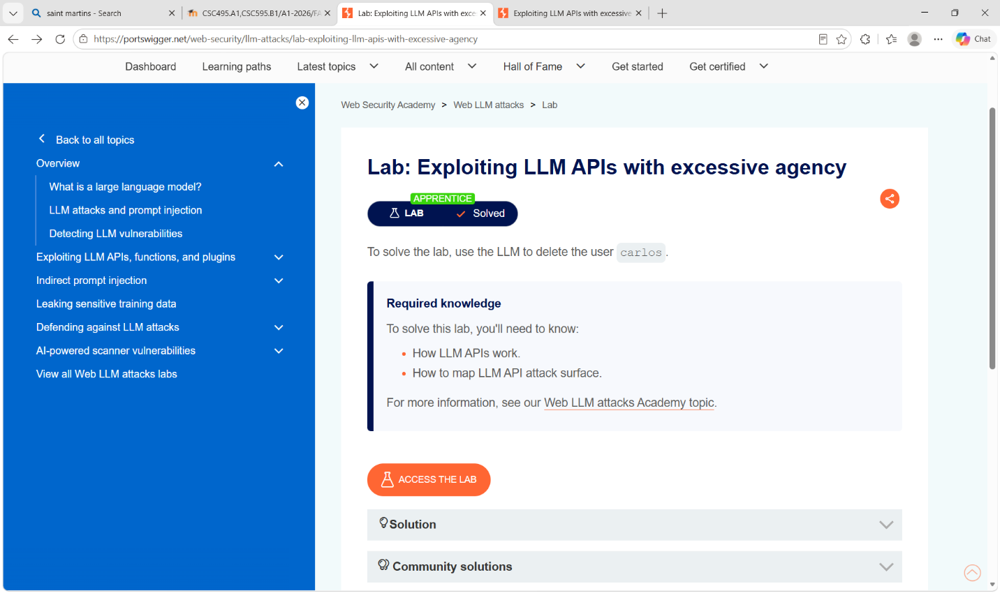 saint martins - Search
CSC495.A1,CSC595.B1/A1-2026/FA
Lab: Exploiting LLM APIs with exce
Exploiting LLM APIs with excessive
https://portswigger.net/web-security/llm-attacks/lab-exploiting-llm-apis-with-excessive-agency
Chat
Dashboard
Learning paths
Latest topics
All content
Hall of Fame
Get started
Get certified
Back to all topics
Overview
What is a large language model?
LLM attacks and prompt injection
Detecting LLM vulnerabilities
Exploiting LLM APIs, functions, and plugins
Indirect prompt injection
Leaking sensitive training data
Defending against LLM attacks
AI-powered scanner vulnerabilities
View all Web LLM attacks labs
Web Security Academy > Web LLM attacks > Lab
Lab: Exploiting LLM APIs with excessive agency
APPRENTICE
LAB Solved
To solve the lab, use the LLM to delete the user carlos.
Required knowledge
To solve this lab, you'll need to know:
• How LLM APIs work.
• How to map LLM API attack surface.
For more information, see our Web LLM attacks Academy topic.
ACCESS THE LAB
Solution
Community solutions